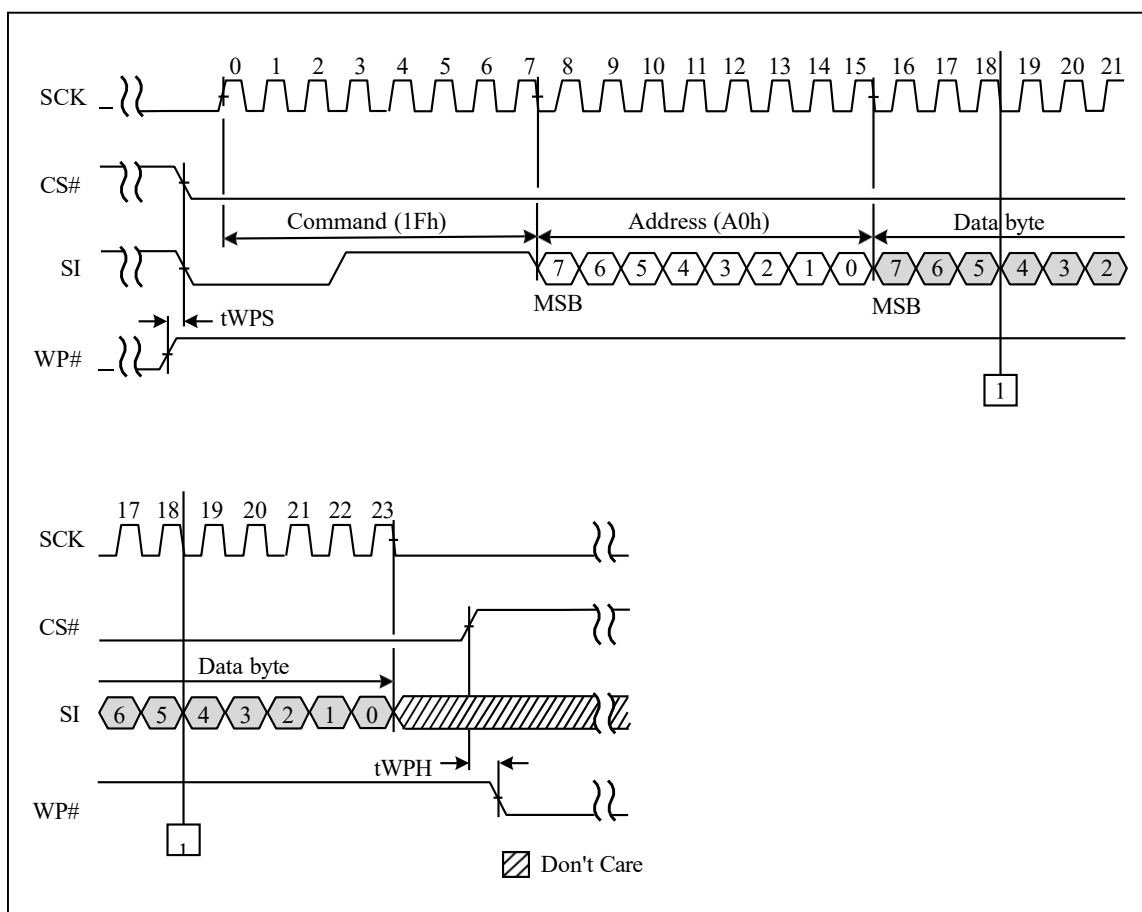 0 1 2 3 4 5 6 7 8 9 10 11 12 13 14 15 16 17 18 19 20 21
SCK
CS#
Command (1Fh) Address (A0h) Data byte
SI 7 6 5 4 3 2 1 0 7 6 5 4 3 2
MSB MSB
tWPS
WP#
1
17 18 19 20 21 22 23
SCK
CS#
Data byte
SI 6 5 4 3 2 1 0
tWPH
WP#
1
Don't Care